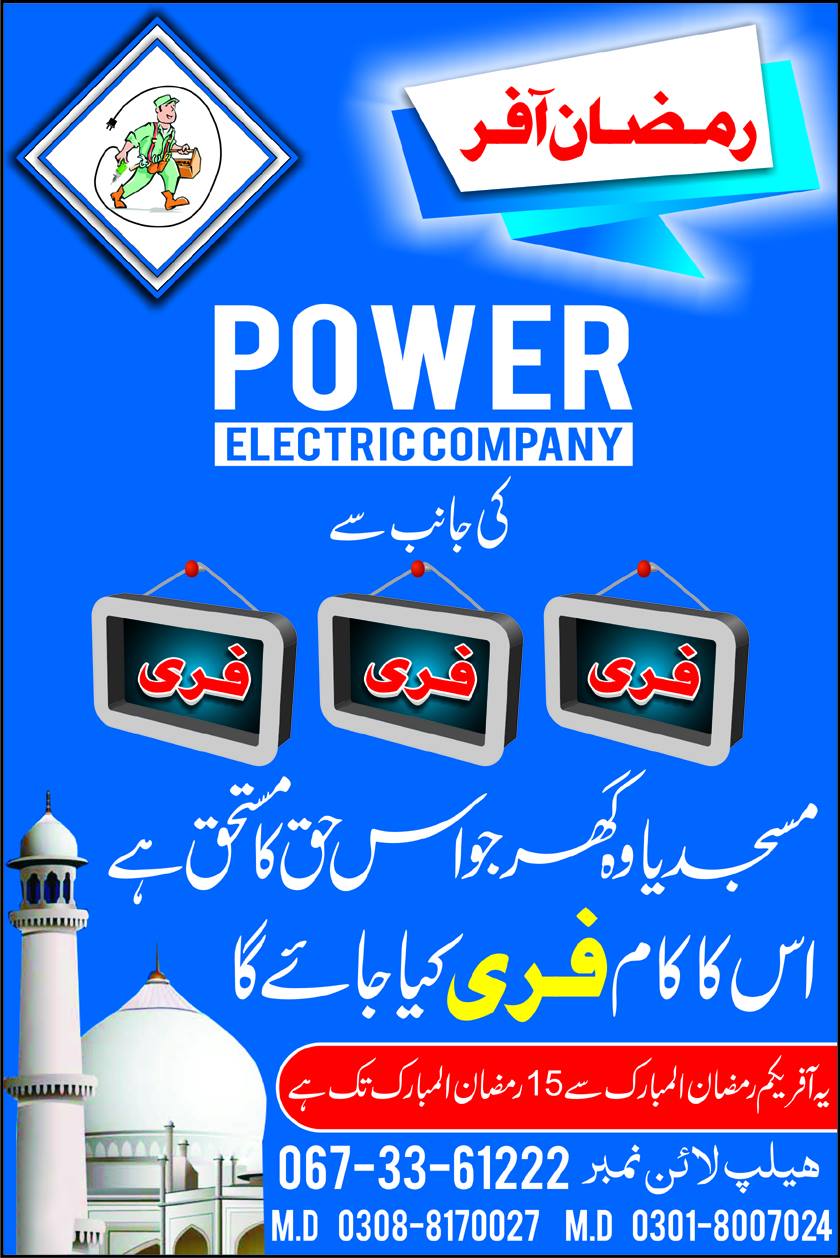 رمضان آفر
POWER
ELECTRIC COMPANY
کی جانب سے
فری فری فری
مسجد یا وہ گھر جو اس حق کا مستحق ہے
اس کا کام فری کیا جائے گا
یہ آفر یکم رمضان المبارک سے 15 رمضان المبارک تک ہے
ھیلپ لائن نمبر 067-33-61222
M.D 0308-8170027 M.D 0301-8007024